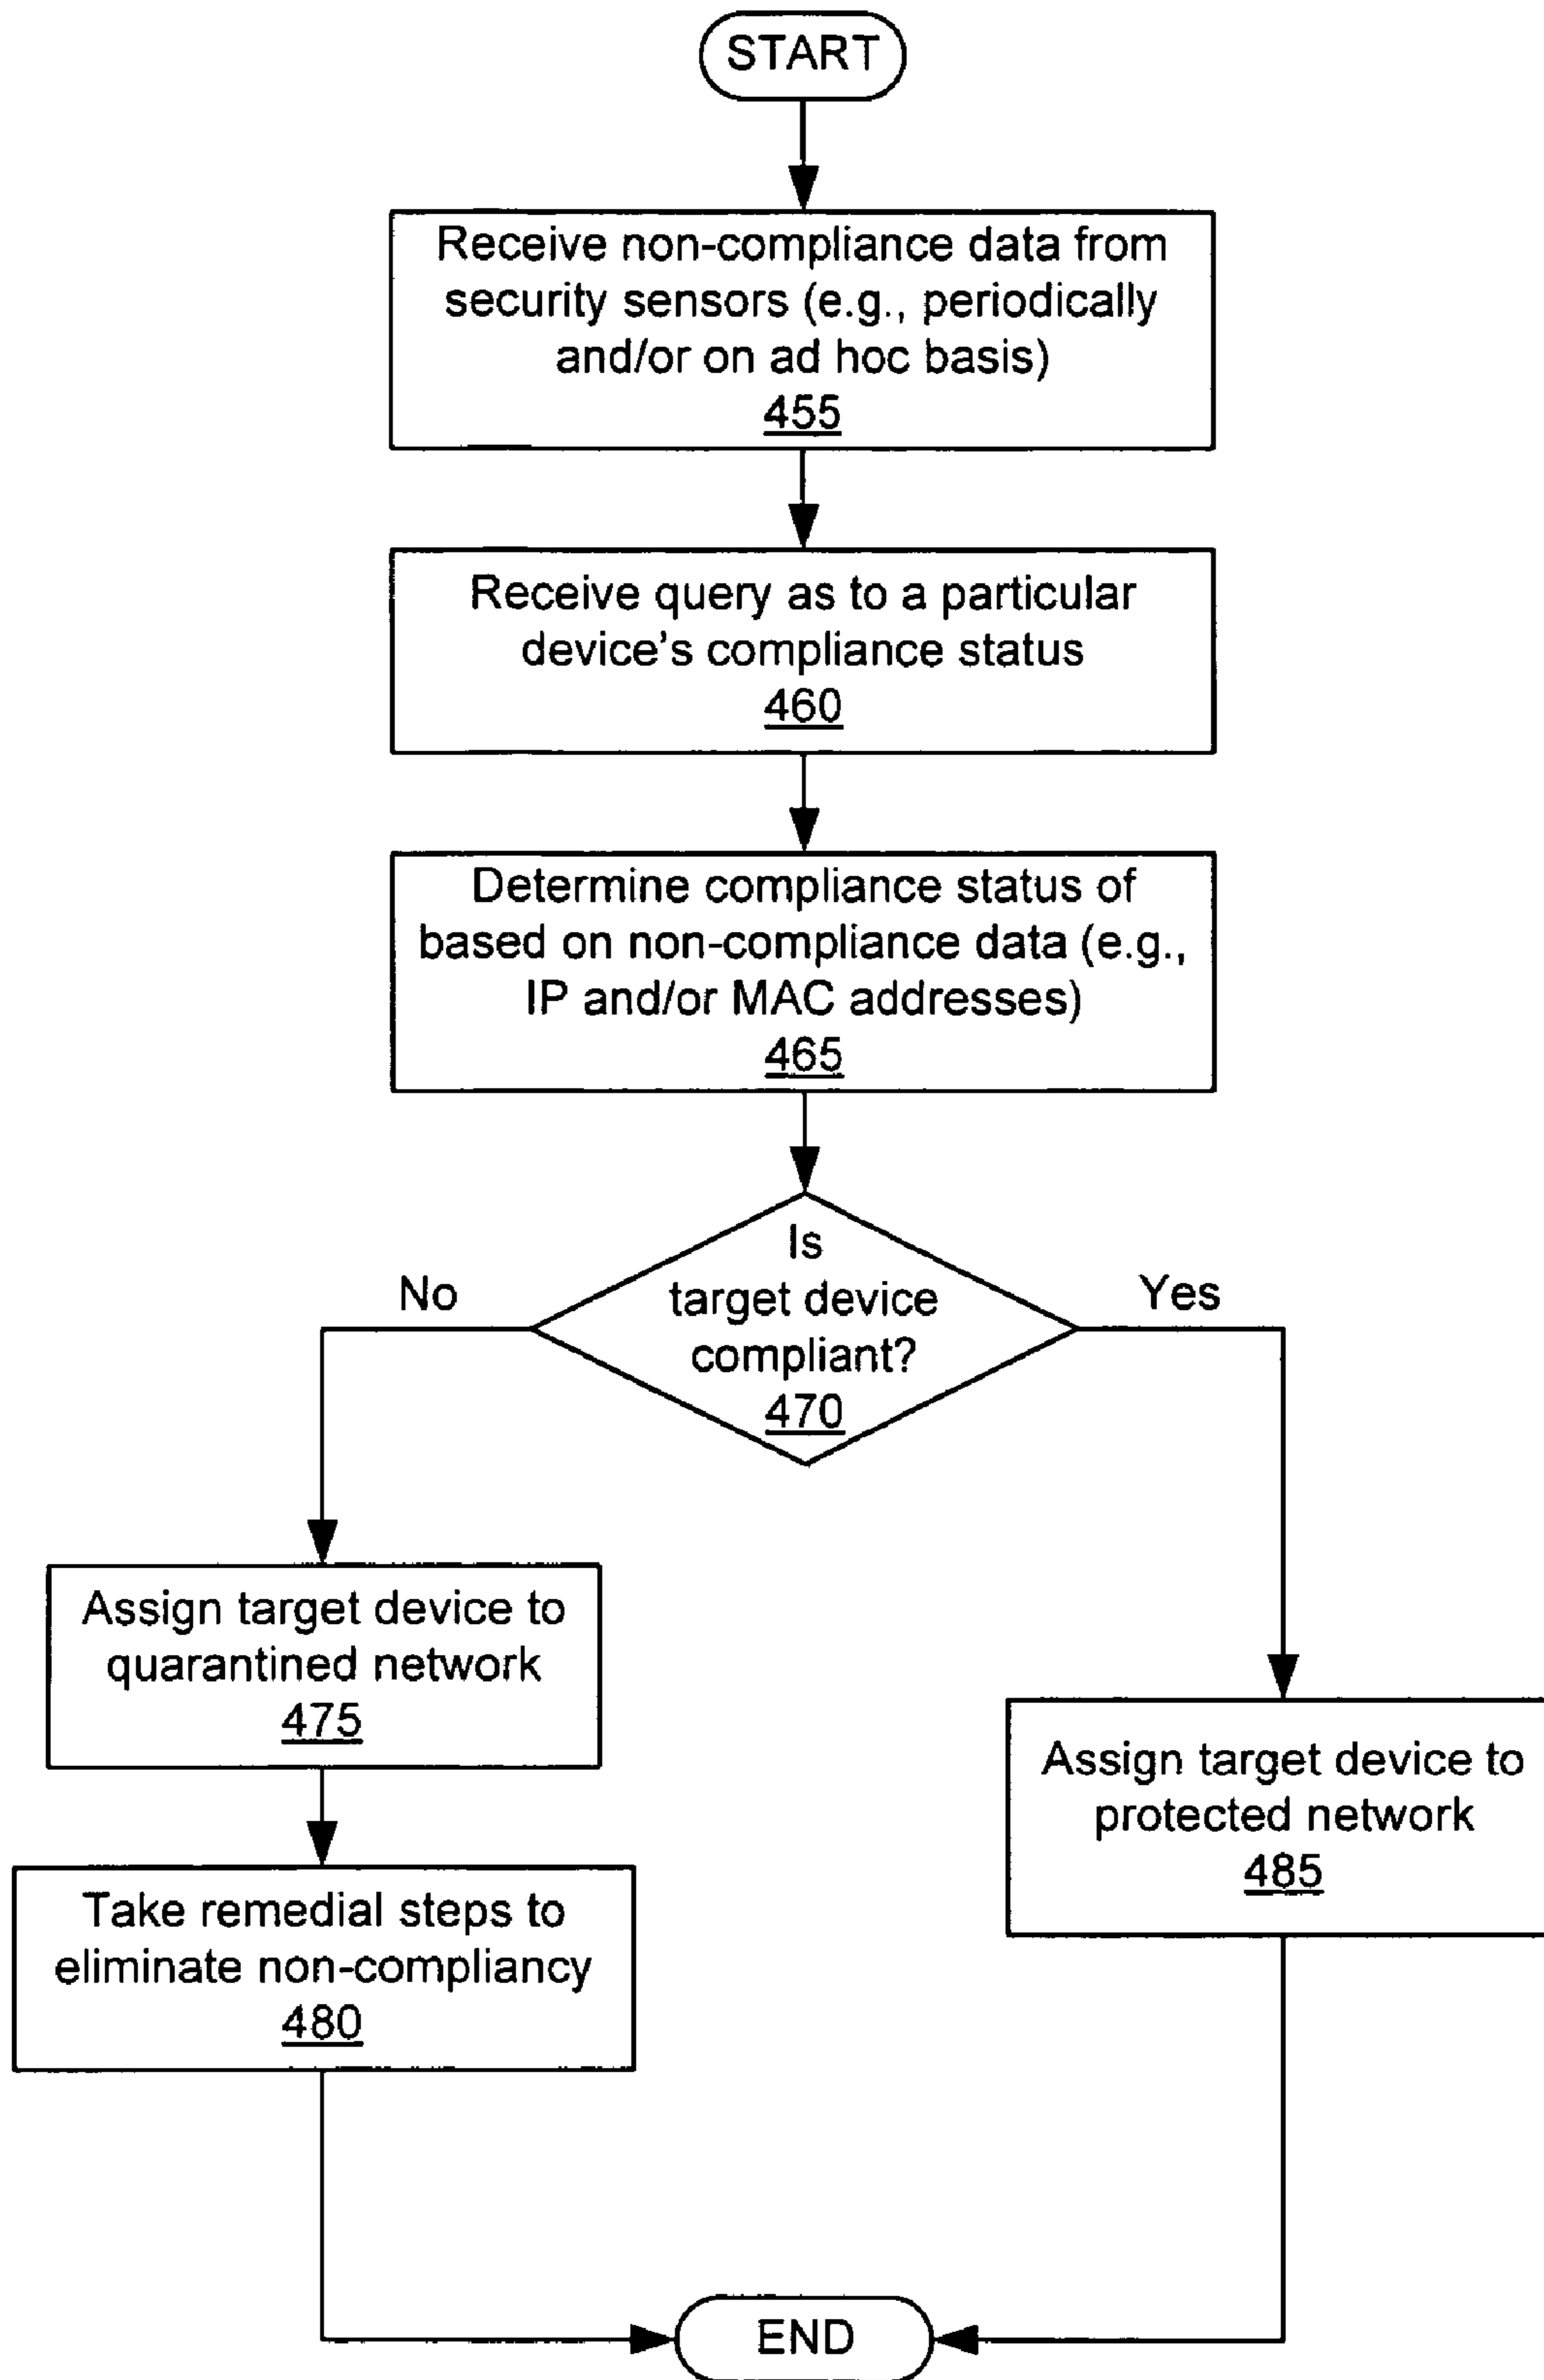 START
Receive non-compliance data from
security sensors (e.g., periodically
and/or on ad hoc basis)
455
Receive query as to a particular
device's compliance status
460
Determine compliance status of
based on non-compliance data (e.g.,
IP and/or MAC addresses)
465
Is
target device
compliant?
470
No
Yes
Assign target device to
quarantined network
475
Take remedial steps to
eliminate non-compliancy
480
Assign target device to
protected network
485
END